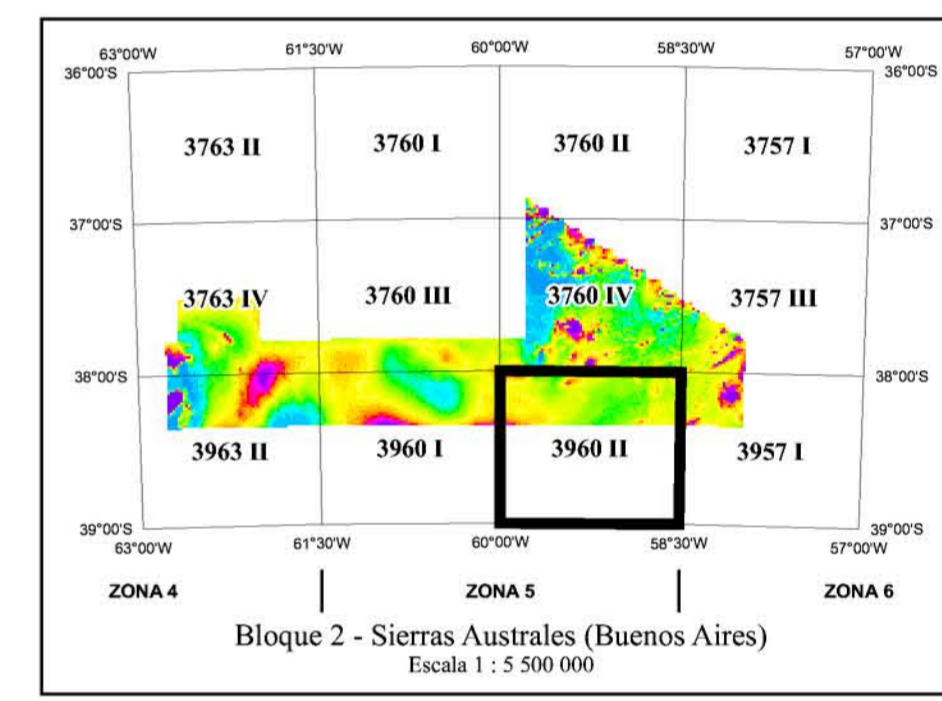 63°00'W 61°30'W 60°00'W 58°30'W 57°00'W
36°00'S 36°00'S
3763 II 3760 I 3760 II 3757 I
37°00'S 37°00'S
3763 IV 3760 III 3760 IV 3757 III
38°00'S 38°00'S
3963 II 3960 I 3960 II 3957 I
39°00'S 39°00'S
63°00'W 61°30'W 60°00'W 58°30'W 57°00'W
ZONA 4 ZONA 5 ZONA 6
Bloque 2 - Sierras Australes (Buenos Aires)
Escala 1 : 5 500 000